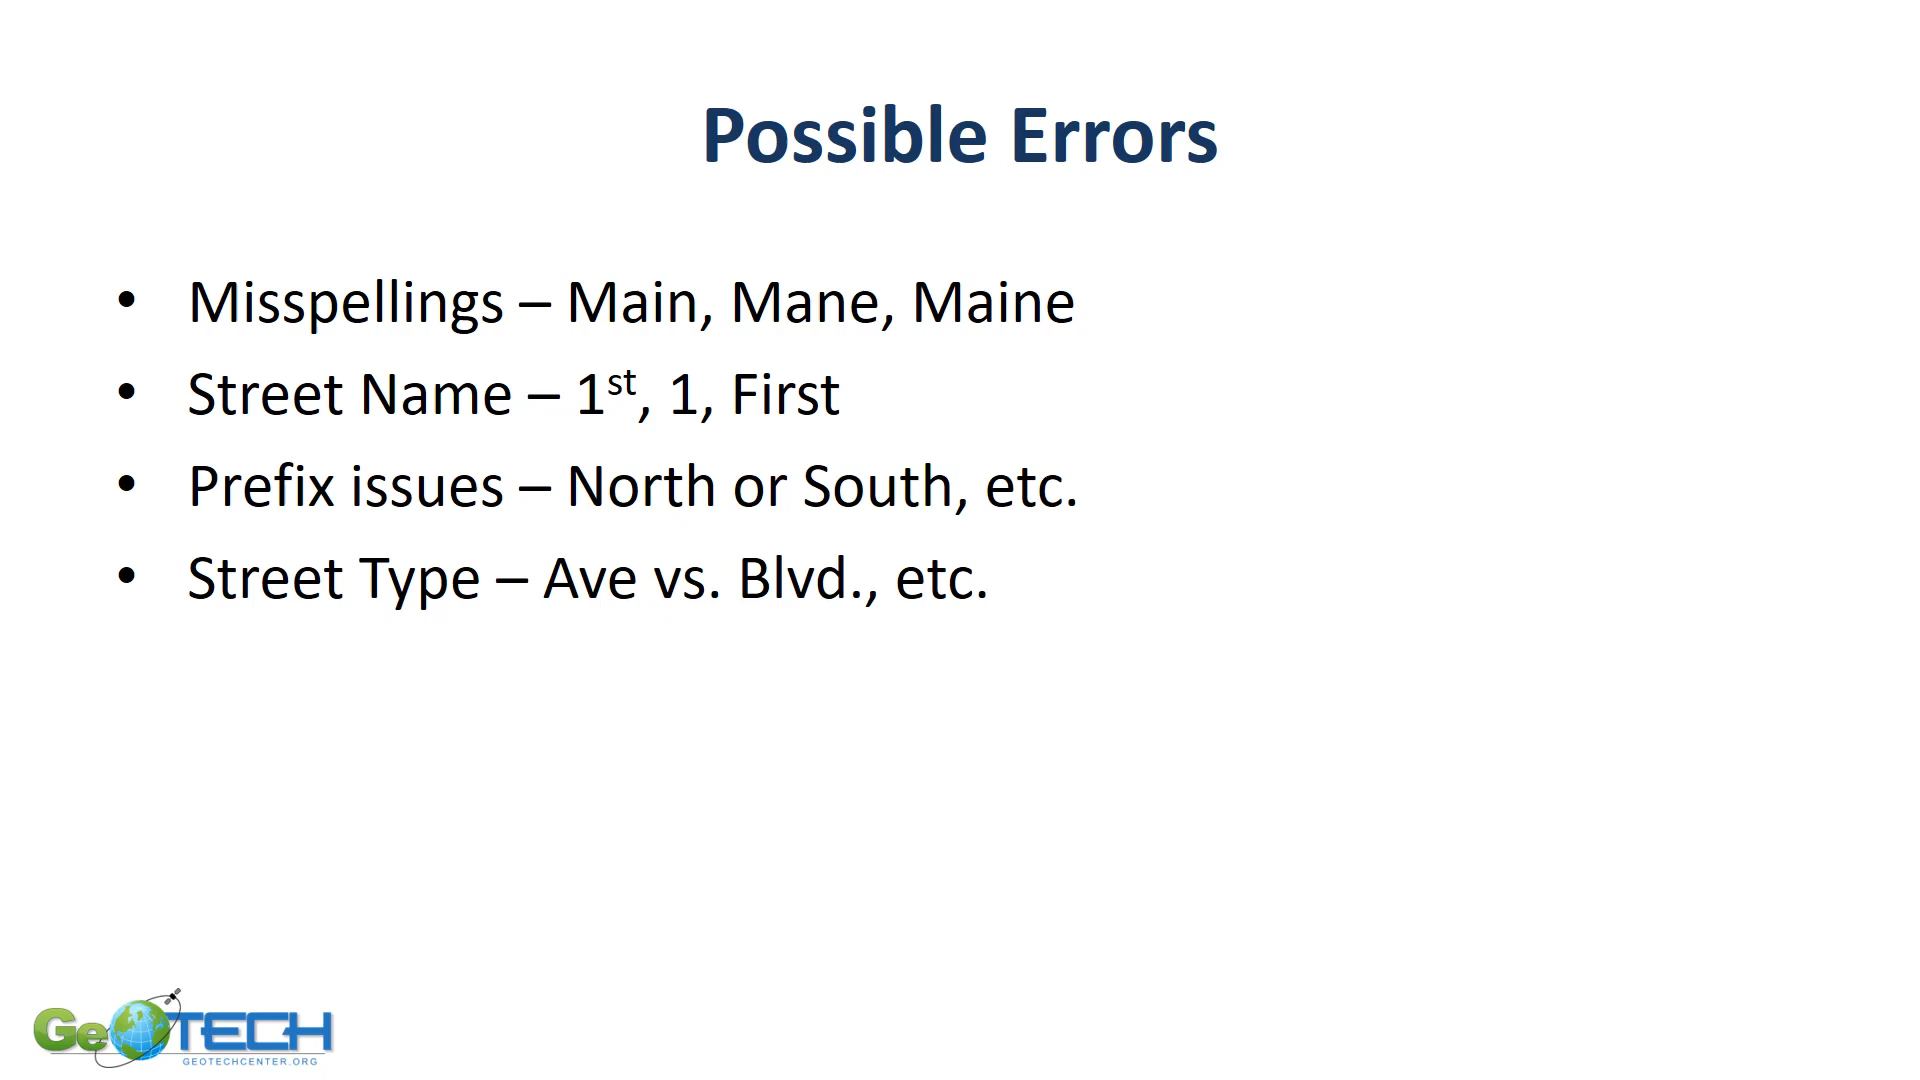 Possible Errors
• Misspellings – Main, Mane, Maine
• Street Name – 1st, 1, First
• Prefix issues – North or South, etc.
• Street Type – Ave vs. Blvd., etc.
GeoTECH
GEOTECHCENTER.ORG